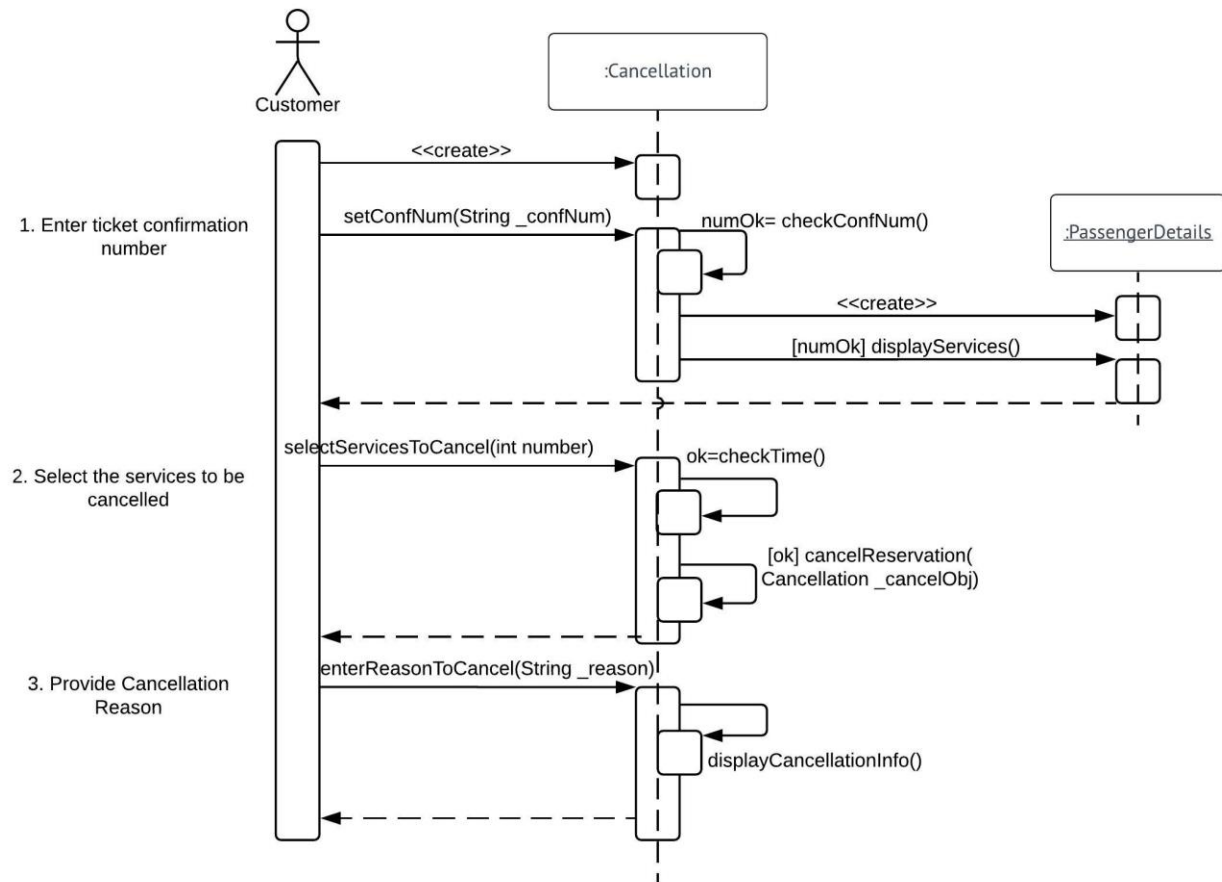 Customer
:Cancellation
<<create>>
1. Enter ticket confirmation
number
setConfNum(String _confNum)
numOk= checkConfNum()
:PassengerDetails
<<create>>
[numOk] displayServices()
2. Select the services to be
cancelled
selectServicesToCancel(int number)
ok=checkTime()
[ok] cancelReservation(
Cancellation _cancelObj)
3. Provide Cancellation
Reason
enterReasonToCancel(String _reason)
displayCancellationInfo()